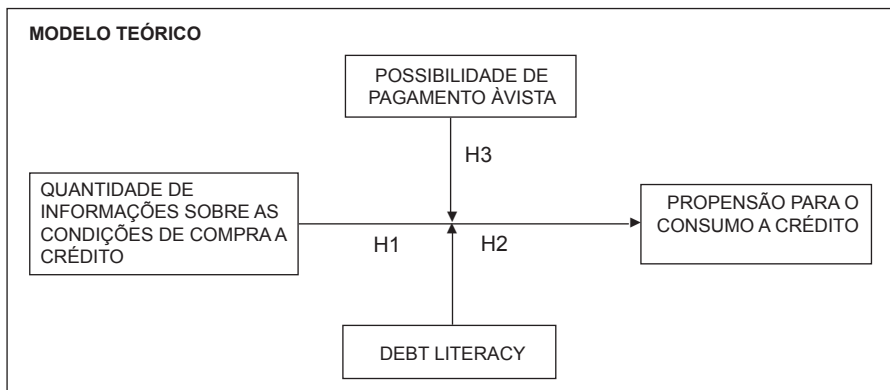 MODELO TEÓRICO
POSSIBILIDADE DE
PAGAMENTO ÀVISTA
H3
QUANTIDADE DE
INFORMAÇÕES SOBRE AS
CONDIÇÕES DE COMPRA A
CRÉDITO
H1
H2
PROPENSÃO PARA O
CONSUMO A CRÉDITO
DEBT LITERACY